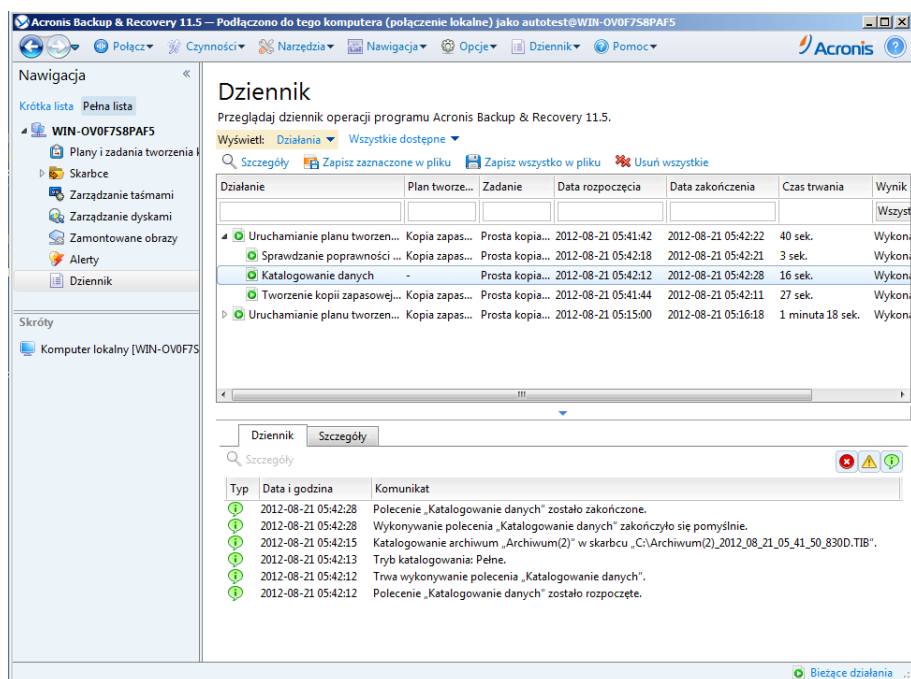 Acronis Backup & Recovery 11.5 — Podłączono do tego komputera (połączenie lokalne) jako autotest@WIN-OV0F7S8PAF5
Połącz Czynności Narzędzia Nawigacja Opcje Dziennik Pomoc Acronis
Nawigacja
Krótka lista Pełna lista
WIN-OV0F7S8PAF5
Plany i zadania tworzenia k
Skarbce
Zarządzanie taśmami
Zarządzanie dyskami
Zamontowane obrazy
Alerty
Dziennik
Skróty
Komputer lokalny [WIN-OV0F7S
Dziennik
Przeglądaj dziennik operacji programu Acronis Backup & Recovery 11.5.
Wyświetl: Działania Wszystkie dostępne
Szczegóły Zapisz zaznaczone w pliku Zapisz wszystko w pliku Usuń wszystkie
Działanie Plan tworze... Zadanie Data rozpoczęcia Data zakończenia Czas trwania Wynik
Wszyst
Uruchamianie planu tworzen... Kopia zapas... Prosta kopia... 2012-08-21 05:41:42 2012-08-21 05:42:22 40 sek. Wykona
Sprawdzanie poprawności ... Kopia zapas... Prosta kopia... 2012-08-21 05:42:18 2012-08-21 05:42:21 3 sek. Wykona
Katalogowanie danych - Prosta kopia... 2012-08-21 05:42:12 2012-08-21 05:42:28 16 sek. Wykona
Tworzenie kopii zapasowej... Kopia zapas... Prosta kopia... 2012-08-21 05:41:44 2012-08-21 05:42:11 27 sek. Wykona
Uruchamianie planu tworzen... Kopia zapas... Prosta kopia... 2012-08-21 05:15:00 2012-08-21 05:16:18 1 minuta 18 sek. Wykona
Dziennik Szczegóły
Szczegóły
Typ Data i godzina Komunikat
2012-08-21 05:42:28 Polecenie „Katalogowanie danych” zostało zakończone.
2012-08-21 05:42:28 Wykonywanie polecenia „Katalogowanie danych” zakończyło się pomyślnie.
2012-08-21 05:42:15 Katalogowanie archiwum „Archiwum(2)” w skarbcu „C:\Archiwum(2)_2012_08_21_05_41_50_830D.TIB”.
2012-08-21 05:42:13 Tryb katalogowania: Pełne.
2012-08-21 05:42:12 Trwa wykonywanie polecenia „Katalogowanie danych”.
2012-08-21 05:42:12 Polecenie „Katalogowanie danych” zostało rozpoczęte.
Bieżące działania